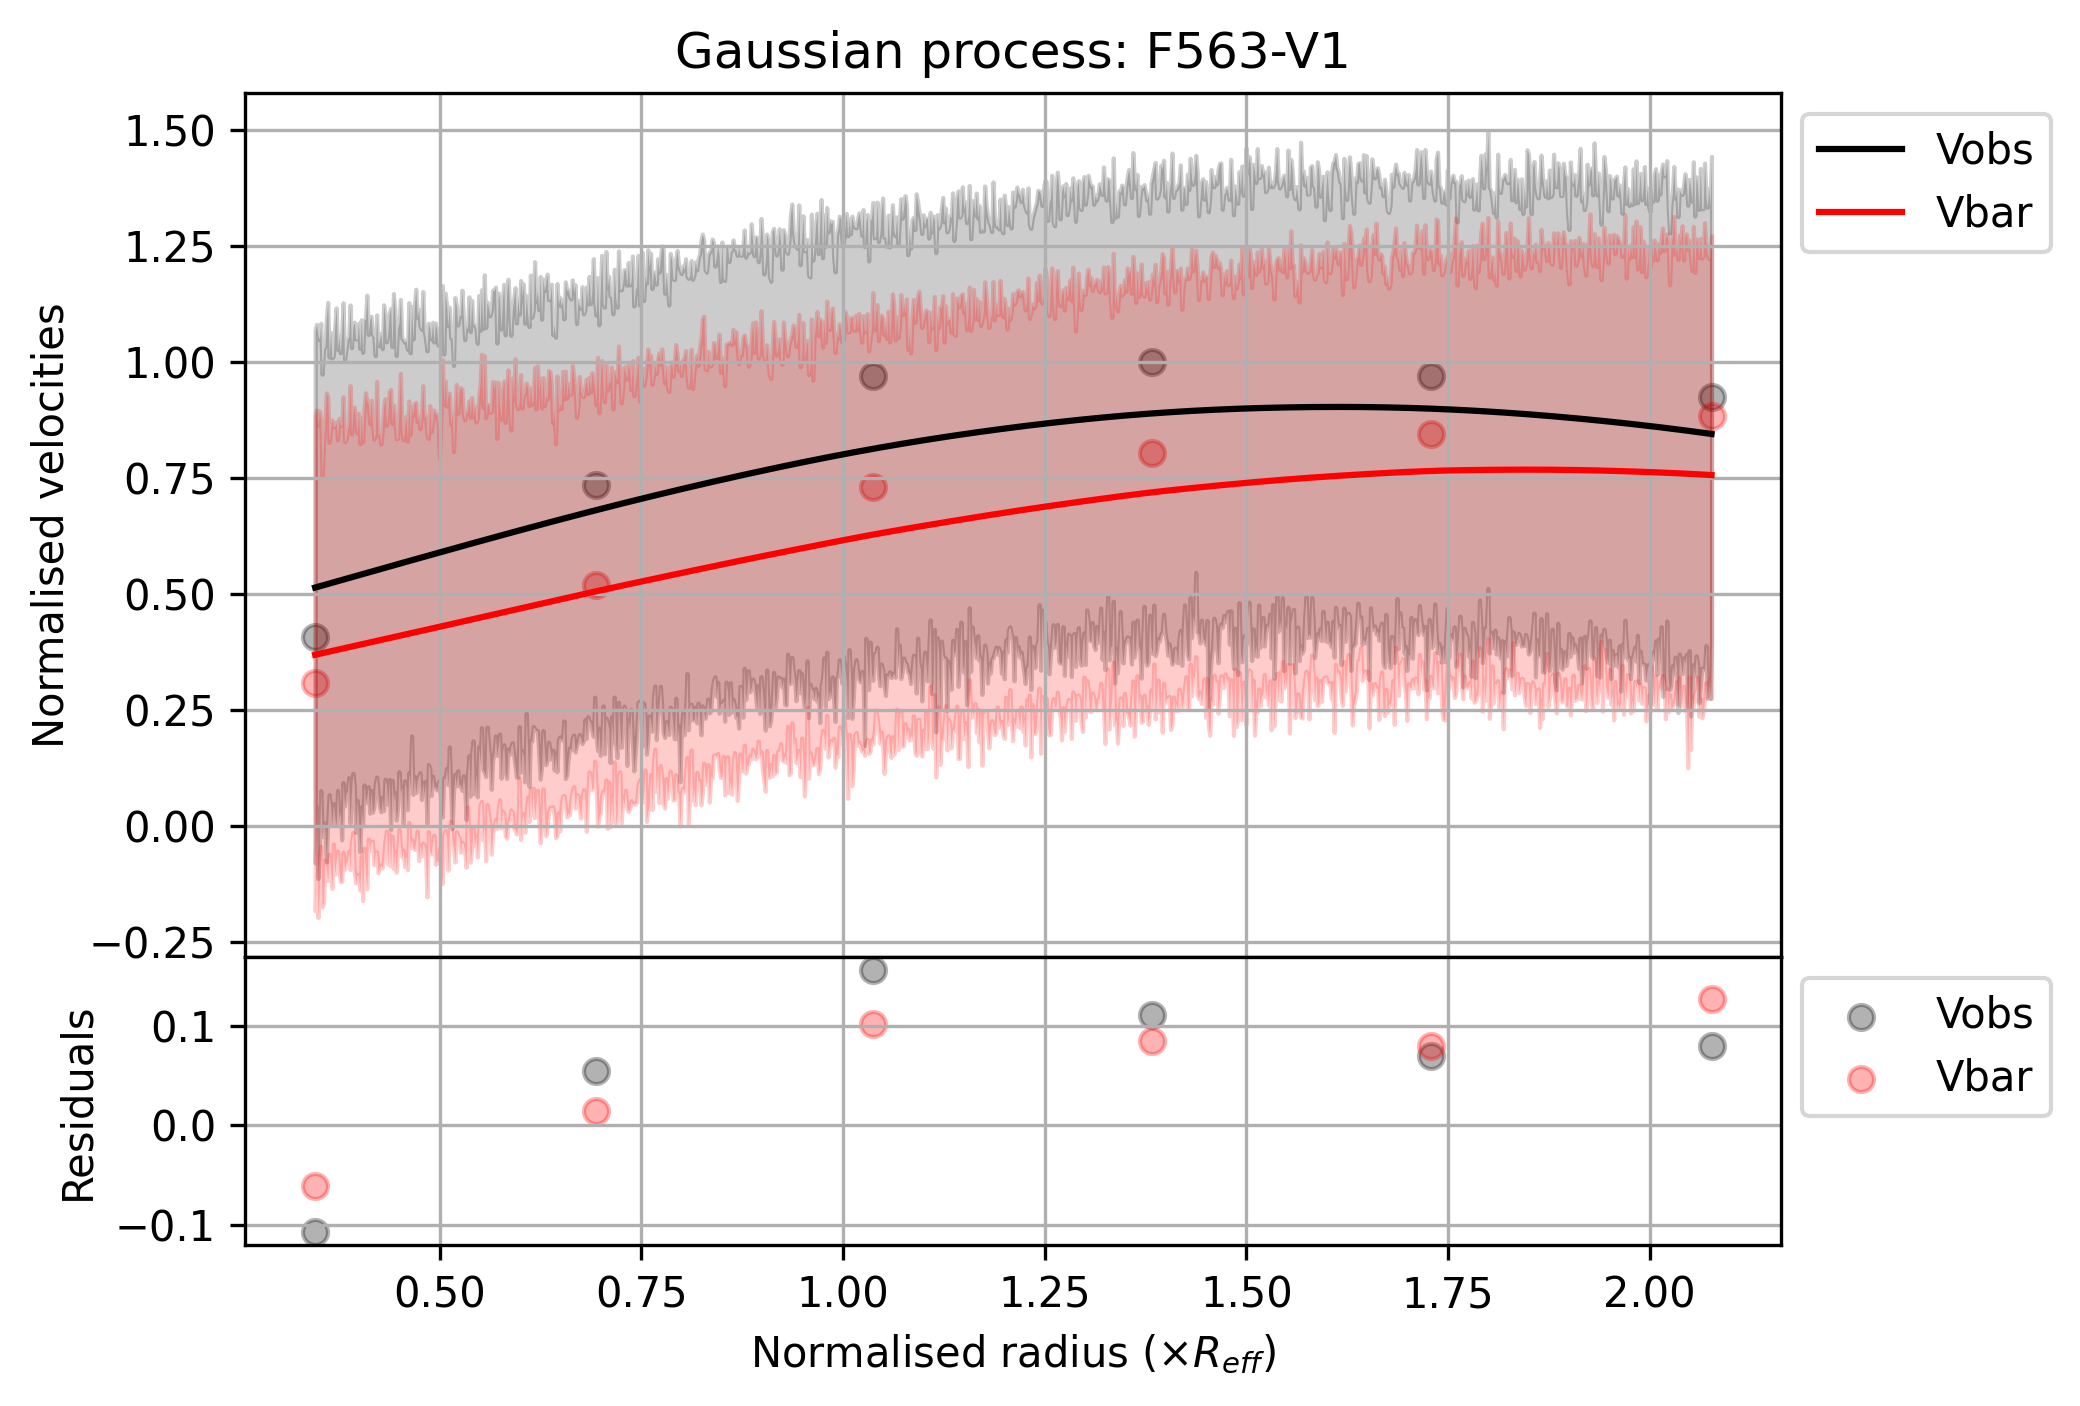 Gaussian process: F563-V1
Normalised velocities
1.50
1.25
1.00
0.75
0.50
0.25
0.00
−0.25
Vobs
Vbar
Residuals
0.1
0.0
−0.1
Vobs
Vbar
0.50 0.75 1.00 1.25 1.50 1.75 2.00
Normalised radius (×R_{eff})